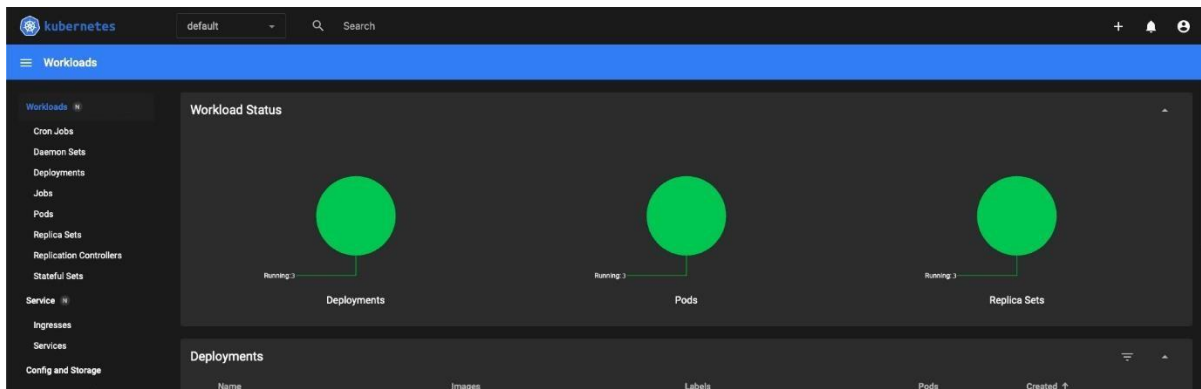 kubernetes default Search
Workloads
Workloads N
Cron Jobs
Daemon Sets
Deployments
Jobs
Pods
Replica Sets
Replication Controllers
Stateful Sets
Service N
Ingresses
Services
Config and Storage
Workload Status
Running: 3
Deployments
Running: 3
Pods
Running: 3
Replica Sets
Deployments
Name Images Labels Pods Created ↑